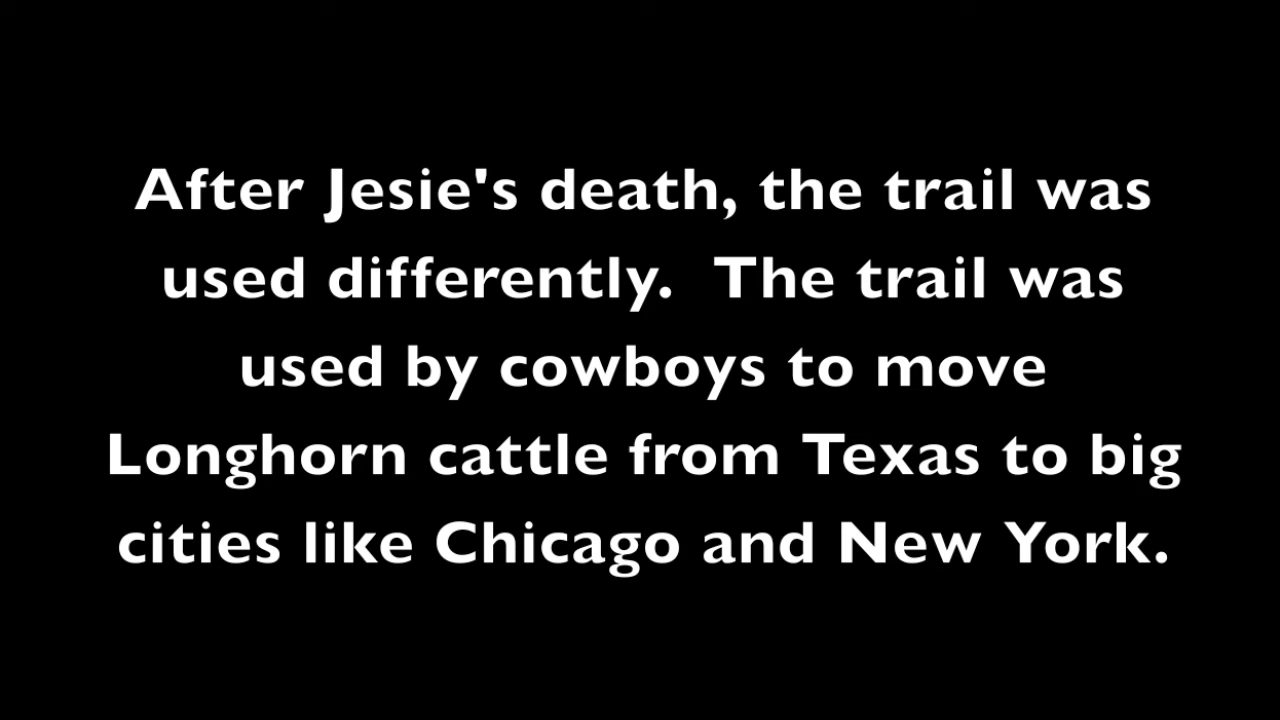 After Jesie's death, the trail was
used differently.  The trail was
used by cowboys to move
Longhorn cattle from Texas to big
cities like Chicago and New York.